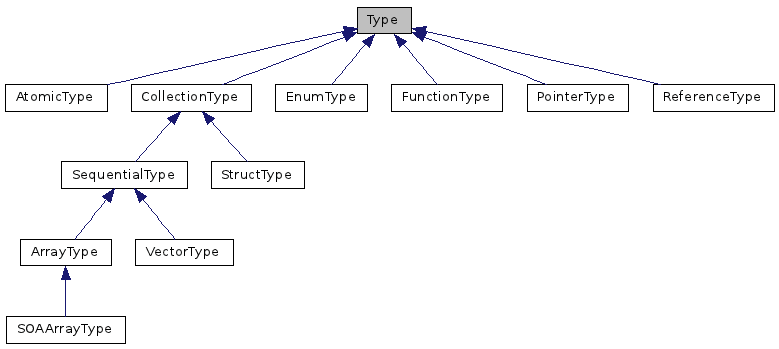 Type
AtomicType CollectionType EnumType FunctionType PointerType ReferenceType
SequentialType StructType
ArrayType VectorType
SOAArrayType